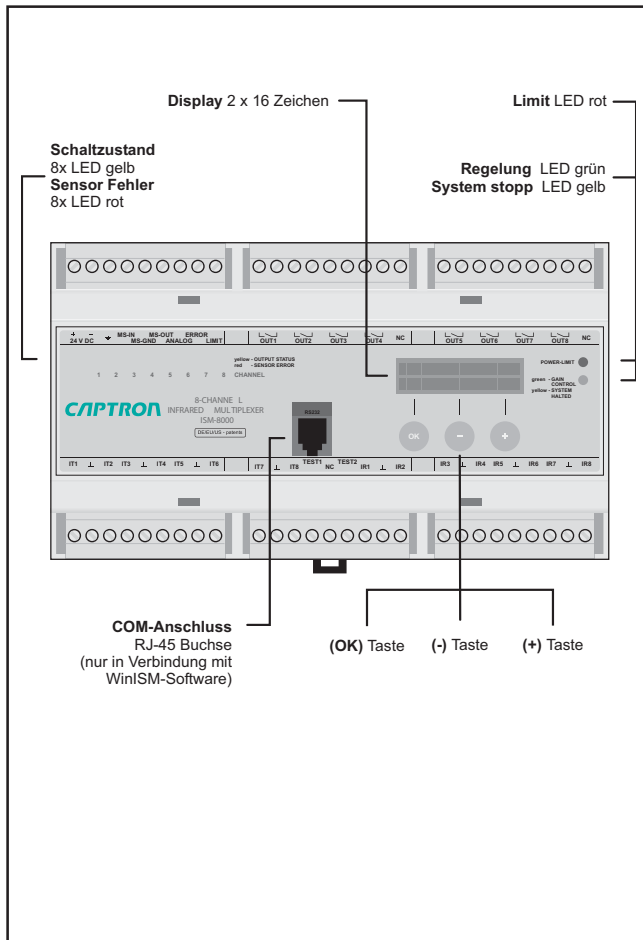 Display 2 x 16 Zeichen
Limit LED rot
Schaltzustand
8x LED gelb
Sensor Fehler
8x LED rot
Regelung LED grün
System stopp LED gelb
+ − MS-IN MS-OUT ERROR
24 V DC MS-GND ANALOG LIMIT
OUT1 OUT2 OUT3 OUT4 NC
OUT5 OUT6 OUT7 OUT8 NC
yellow - OUTPUT STATUS
red - SENSOR ERROR
1 2 3 4 5 6 7 8 CHANNEL
POWER-LIMIT
green - GAIN
CONTROL
yellow - SYSTEM
HALTED
CAPTRON
8-CHANNE L
INFRARED MULTIPLEXER
ISM-8000
DE/EU/US - patents
RS232
OK − +
IT1 ⊥ IT2 IT3 ⊥ IT4 IT5 ⊥ IT6
IT7 ⊥ IT8 TEST1 NC TEST2 IR1 ⊥ IR2
IR3 ⊥ IR4 IR5 ⊥ IR6 IR7 ⊥ IR8
COM-Anschluss
RJ-45 Buchse
(nur in Verbindung mit
WinISM-Software)
(OK) Taste
(-) Taste
(+) Taste